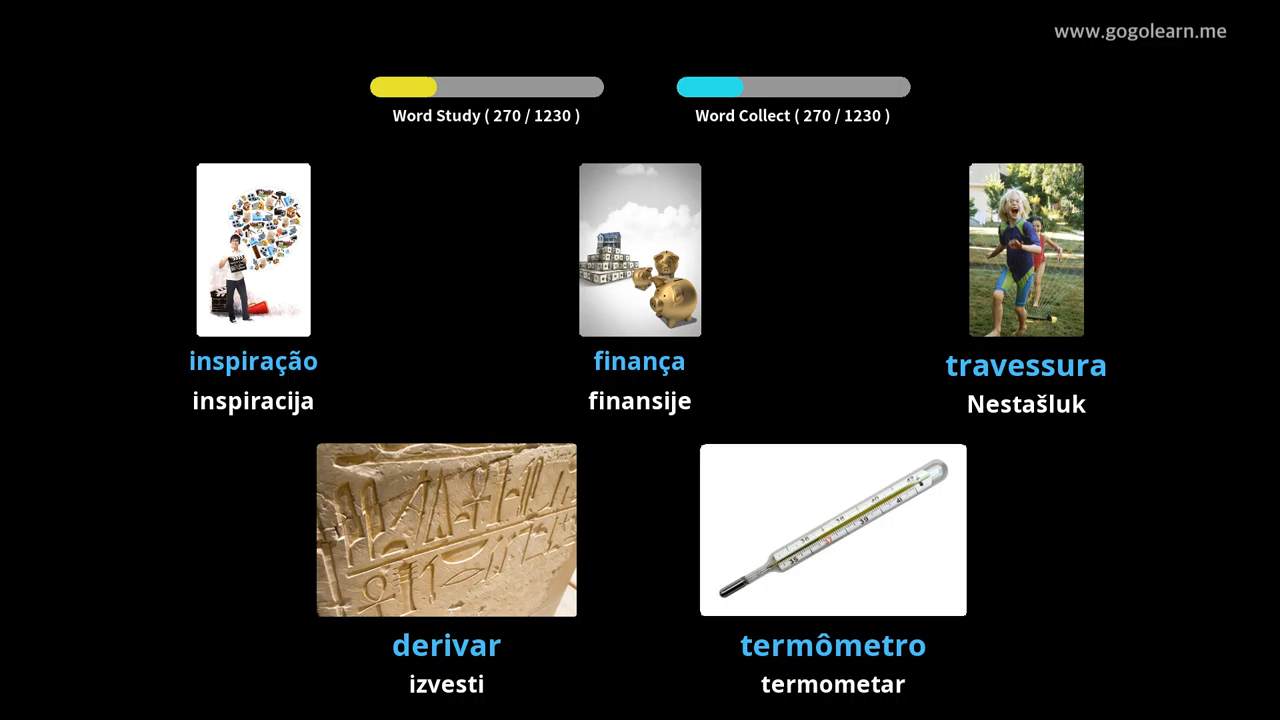 www.gogolearn.me
Word Study ( 270 / 1230 )
Word Collect ( 270 / 1230 )
inspiração
inspiracija
finança
finansije
travessura
Nestašluk
derivar
izvesti
termômetro
termometar